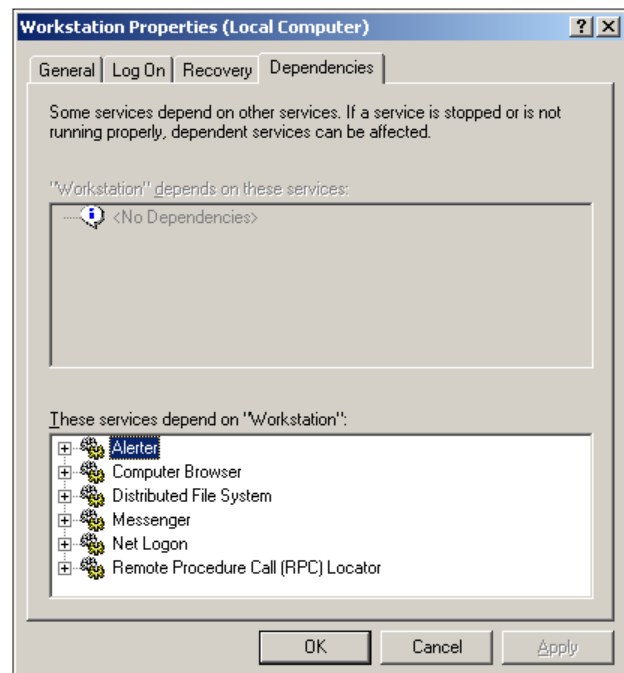 Workstation Properties (Local Computer)
General
Log On
Recovery
Dependencies
Some services depend on other services. If a service is stopped or is not
running properly, dependent services can be affected.
"Workstation" depends on these services:
<No Dependencies>
These services depend on "Workstation":
Alerter
Computer Browser
Distributed File System
Messenger
Net Logon
Remote Procedure Call (RPC) Locator
OK
Cancel
Apply